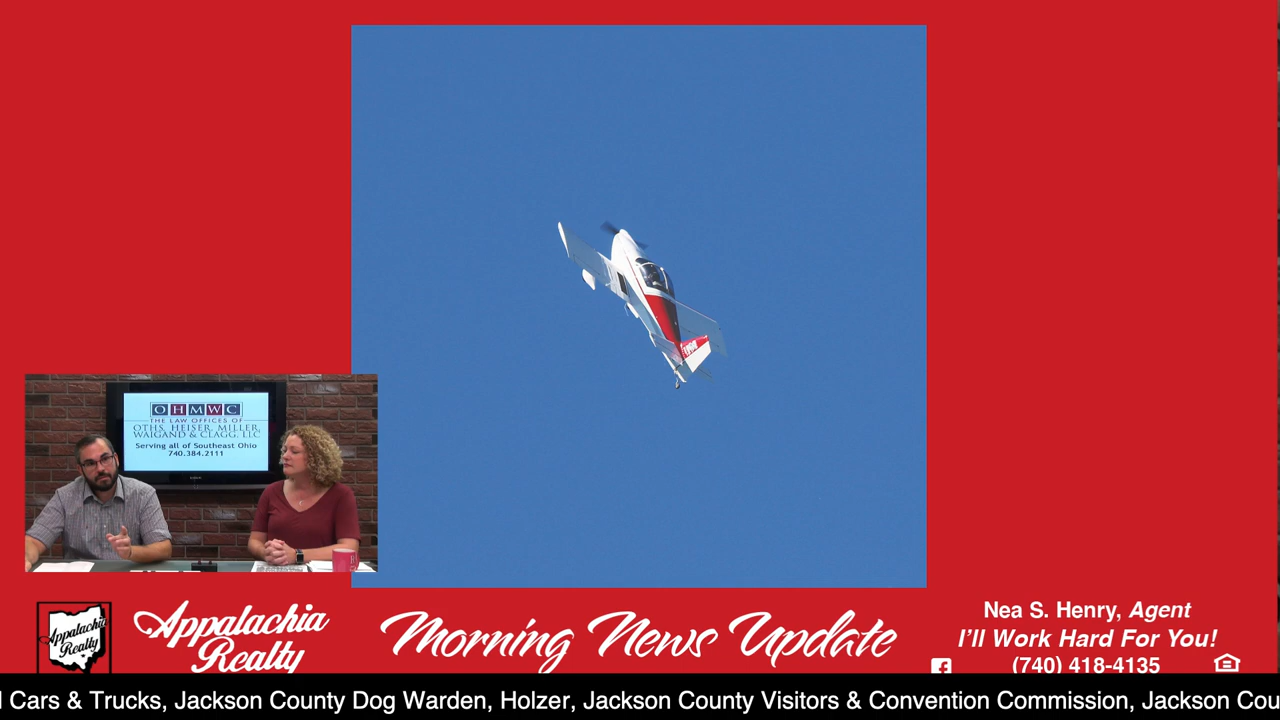 OHMWC
THE LAW OFFICES OF
OTHS, HEISER, MILLER,
WAIGAND & CLAGG, LLC
Serving all of Southeast Ohio
740.384.2111
Appalachia
Realty
Appalachia
Realty
Morning News Update
Nea S. Henry, Agent
I'll Work Hard For You!
(740) 418-4135
Cars & Trucks, Jackson County Dog Warden, Holzer, Jackson County Visitors & Convention Commission, Jackson Cou